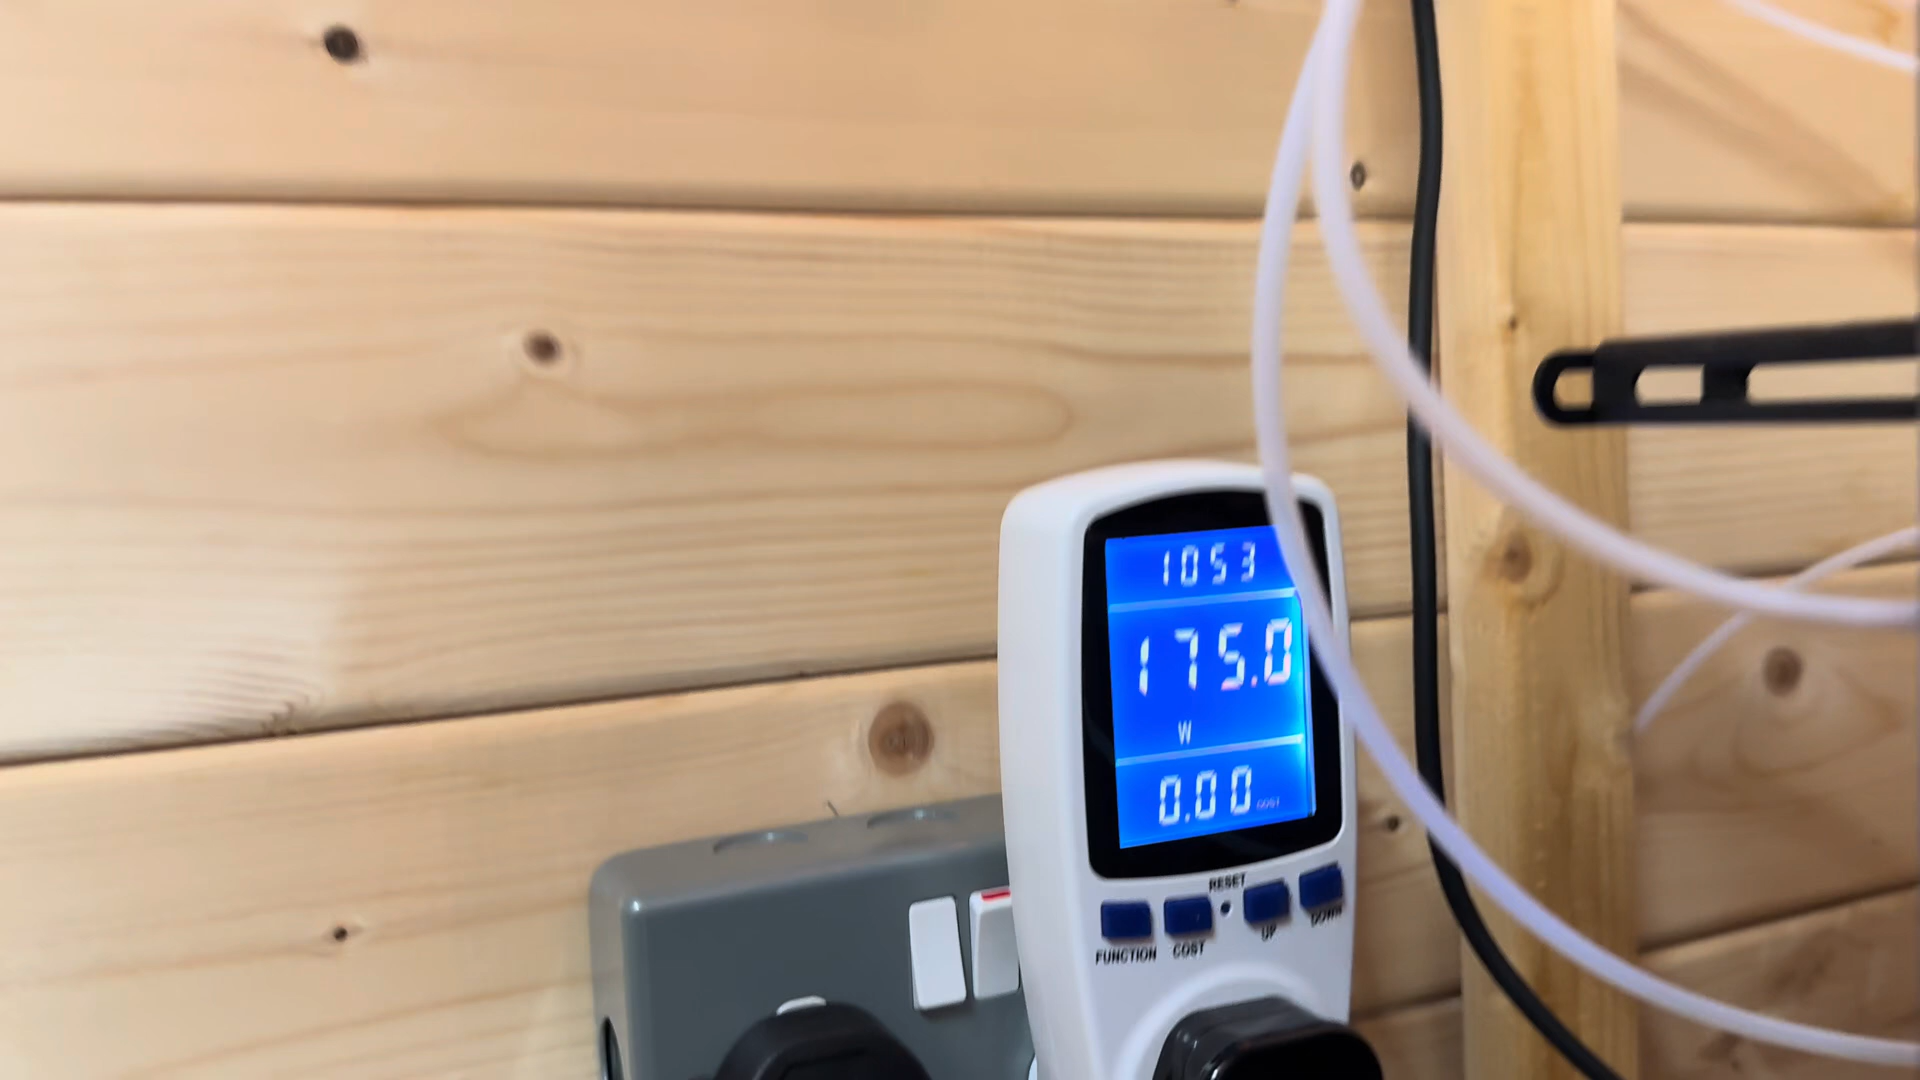 1053
175.0
W
0.00 COST
RESET
FUNCTION COST UP DOWN